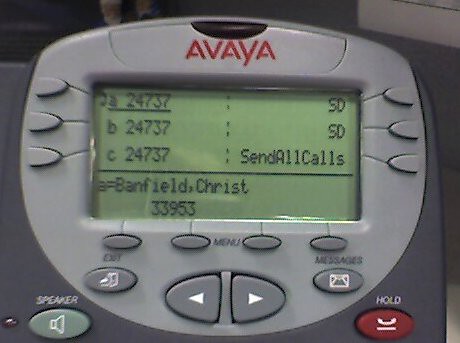 AVAYA
a 24737 SD
b 24737 SD
c 24737 SendAllCalls
a=Banfield,Christ
33953
MENU
EXIT
MESSAGES
SPEAKER
HOLD